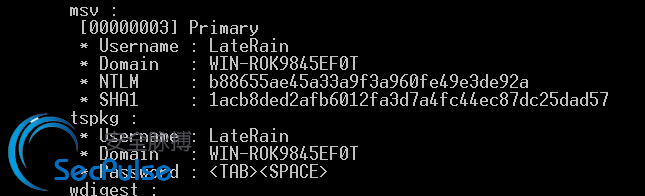 msv :
[00000003] Primary
* Username : LateRain
* Domain : WIN-ROK9845EF0T
* NTLM : b88655ae45a33a9f3a960fe49e3de92a
* SHA1 : 1acb8ded2afb6012fa3d7a4fc44ec87dc25dad57
tspkg :
* Username : LateRain
* Domain : WIN-ROK9845EF0T
* Password : <TAB><SPACE>
wdigest :
安全脉搏
SecPulse